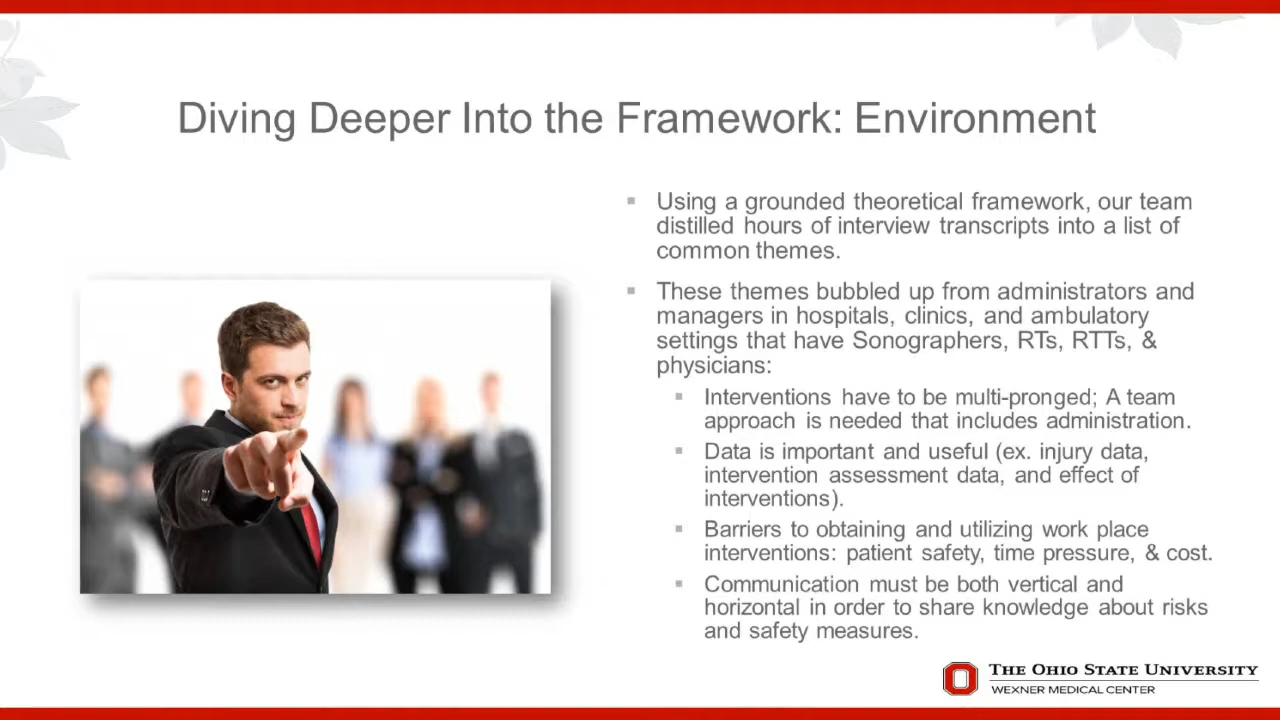 Diving Deeper Into the Framework: Environment
Using a grounded theoretical framework, our team
distilled hours of interview transcripts into a list of
common themes.
These themes bubbled up from administrators and
managers in hospitals, clinics, and ambulatory
settings that have Sonographers, RTs, RTTs, &
physicians:
Interventions have to be multi-pronged; A team
approach is needed that includes administration.
Data is important and useful (ex. injury data,
intervention assessment data, and effect of
interventions).
Barriers to obtaining and utilizing work place
interventions: patient safety, time pressure, & cost.
Communication must be both vertical and
horizontal in order to share knowledge about risks
and safety measures.
THE OHIO STATE UNIVERSITY
WEXNER MEDICAL CENTER